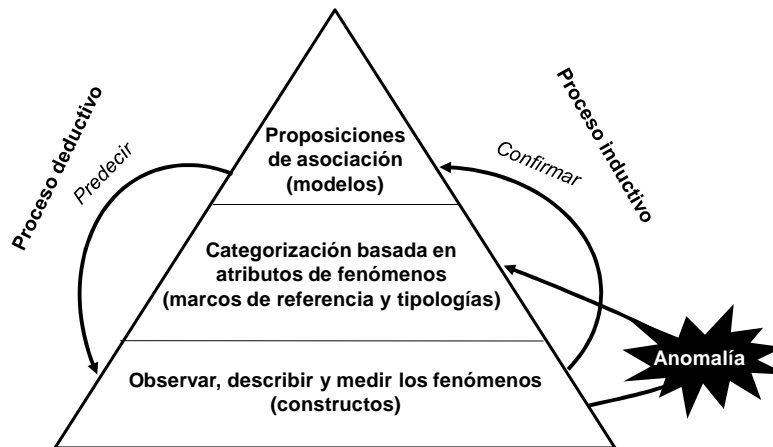 Proceso deductivo
Predecir
Proposiciones
de asociación
(modelos)
Confirmar
Proceso inductivo
Categorización basada en
atributos de fenómenos
(marcos de referencia y tipologías)
Anomalía
Observar, describir y medir los fenómenos
(constructos)